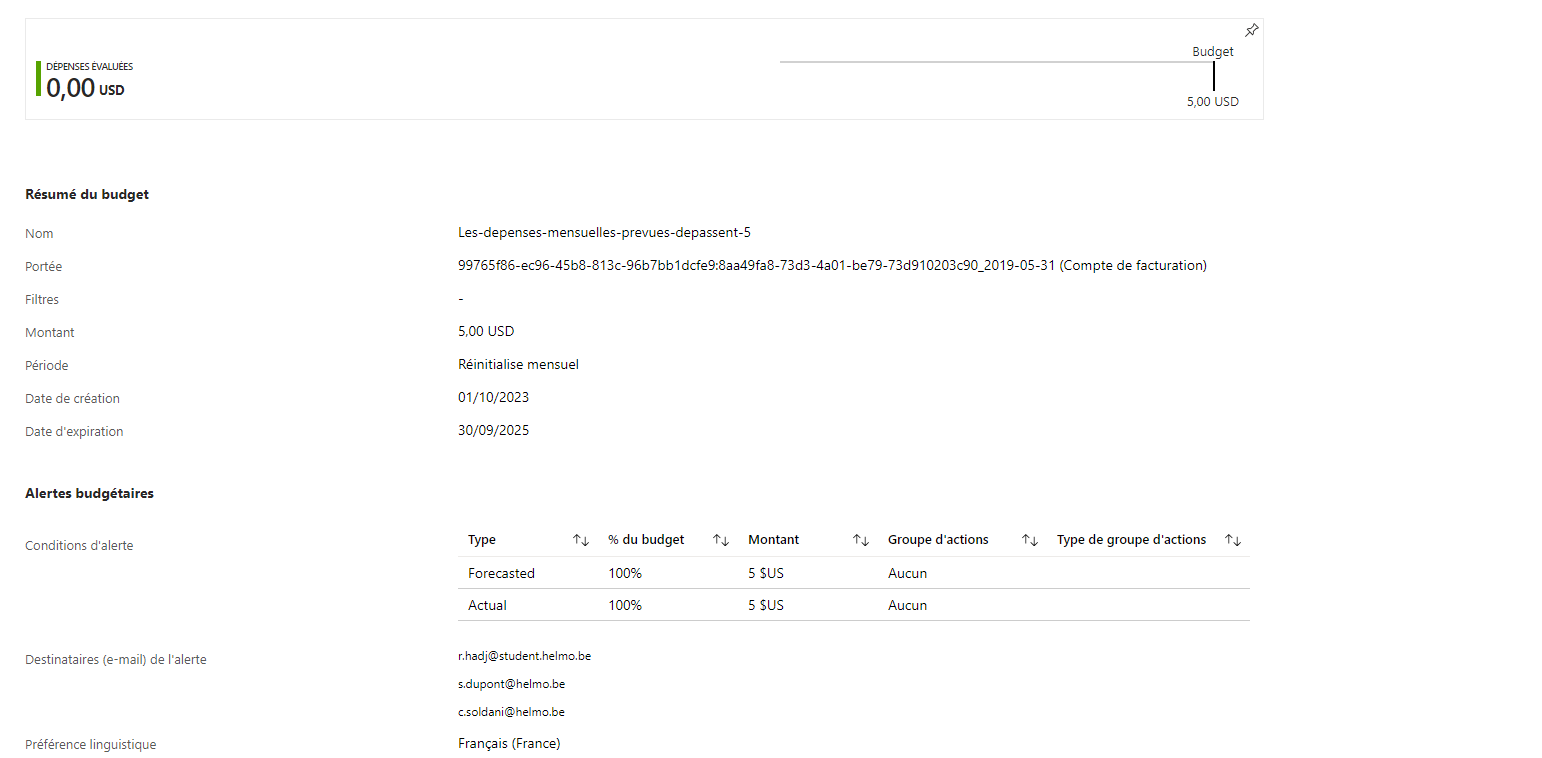 Budget
DÉPENSES ÉVALUÉES
0,00 USD
5,00 USD
Résumé du budget
Nom Les-depenses-mensuelles-prevues-depassent-5
Portée 99765f86-ec96-45b8-813c-96b7bb1dcfe9:8aa49fa8-73d3-4a01-be79-73d910203c90_2019-05-31 (Compte de facturation)
Filtres -
Montant 5,00 USD
Période Réinitialise mensuel
Date de création 01/10/2023
Date d'expiration 30/09/2025
Alertes budgétaires
Conditions d'alerte
Type % du budget Montant Groupe d'actions Type de groupe d'actions
Forecasted 100% 5 $US Aucun
Actual 100% 5 $US Aucun
Destinataires (e-mail) de l'alerte r.hadj@student.helmo.be
s.dupont@helmo.be
c.soldani@helmo.be
Préférence linguistique Français (France)